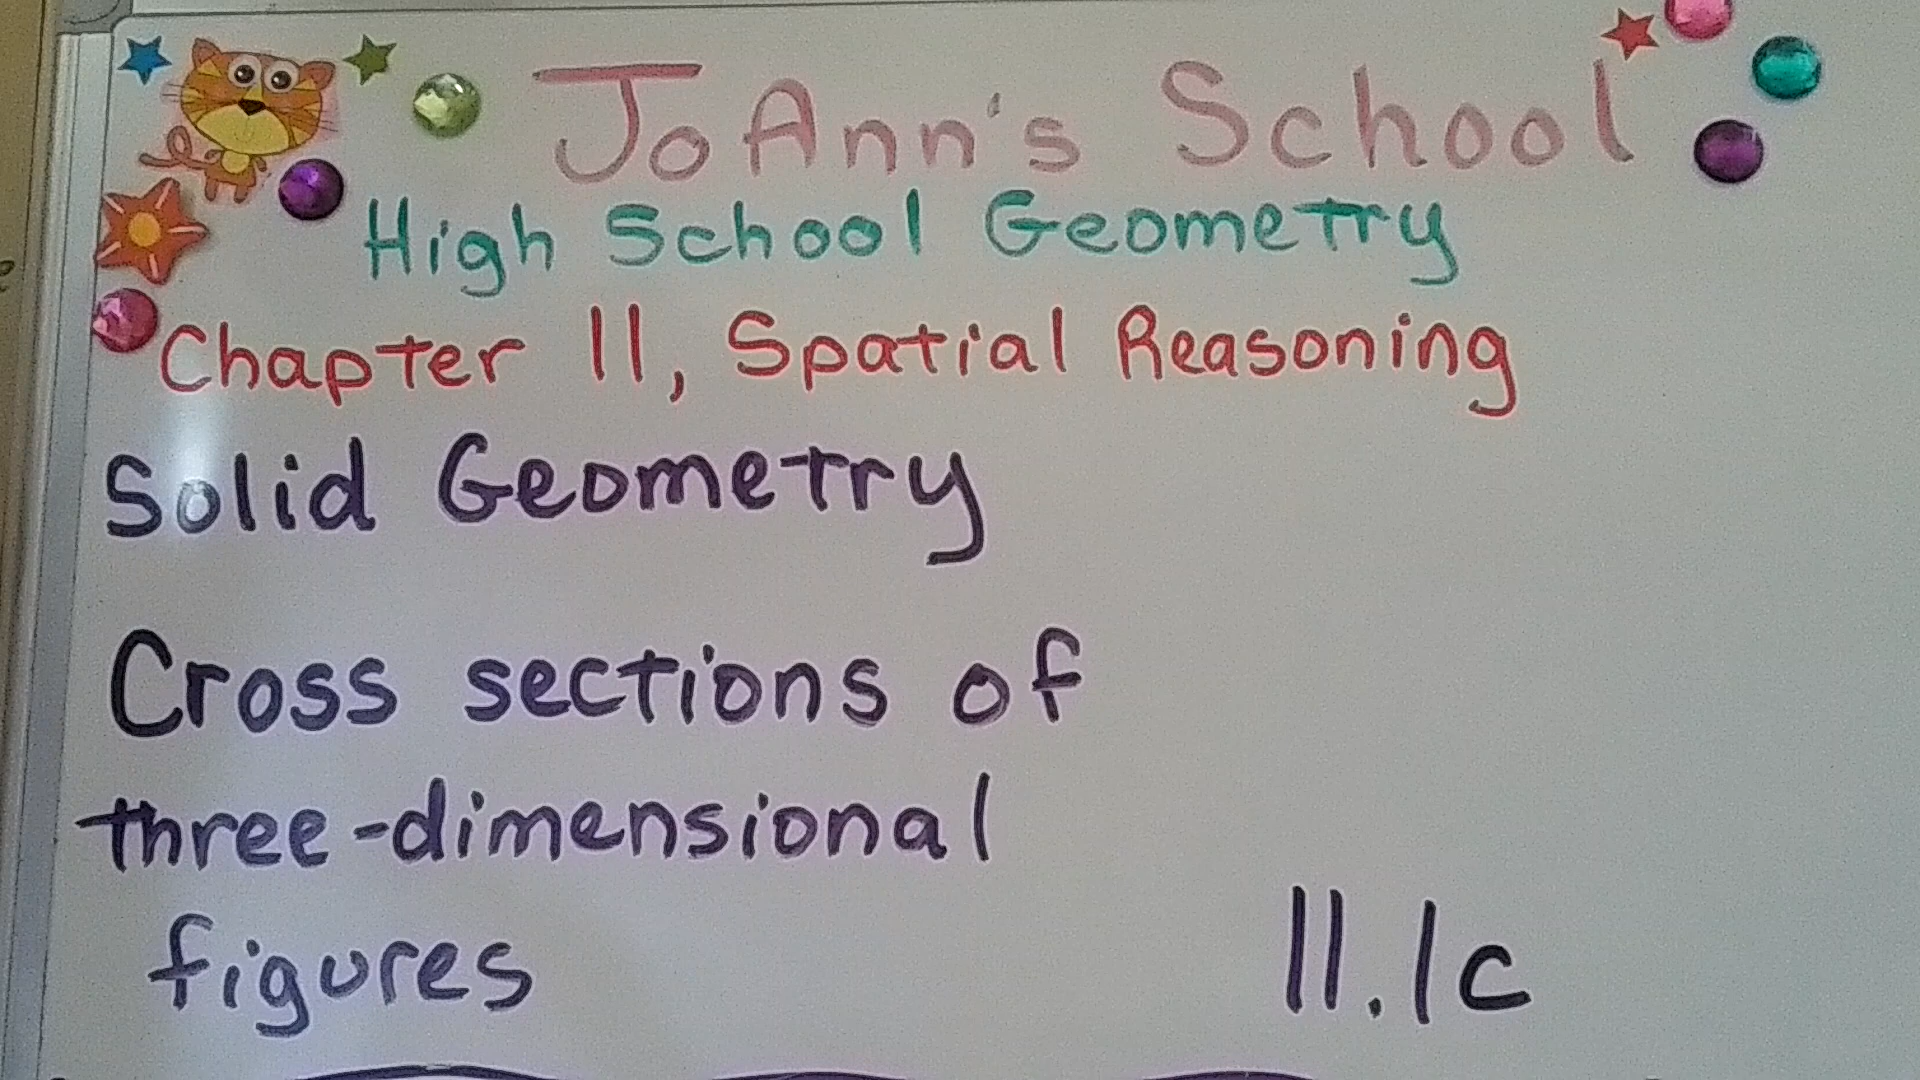 JoAnn's School
High School Geometry
Chapter 11, Spatial Reasoning
Solid Geometry
Cross sections of
three-dimensional
figures
11.1c